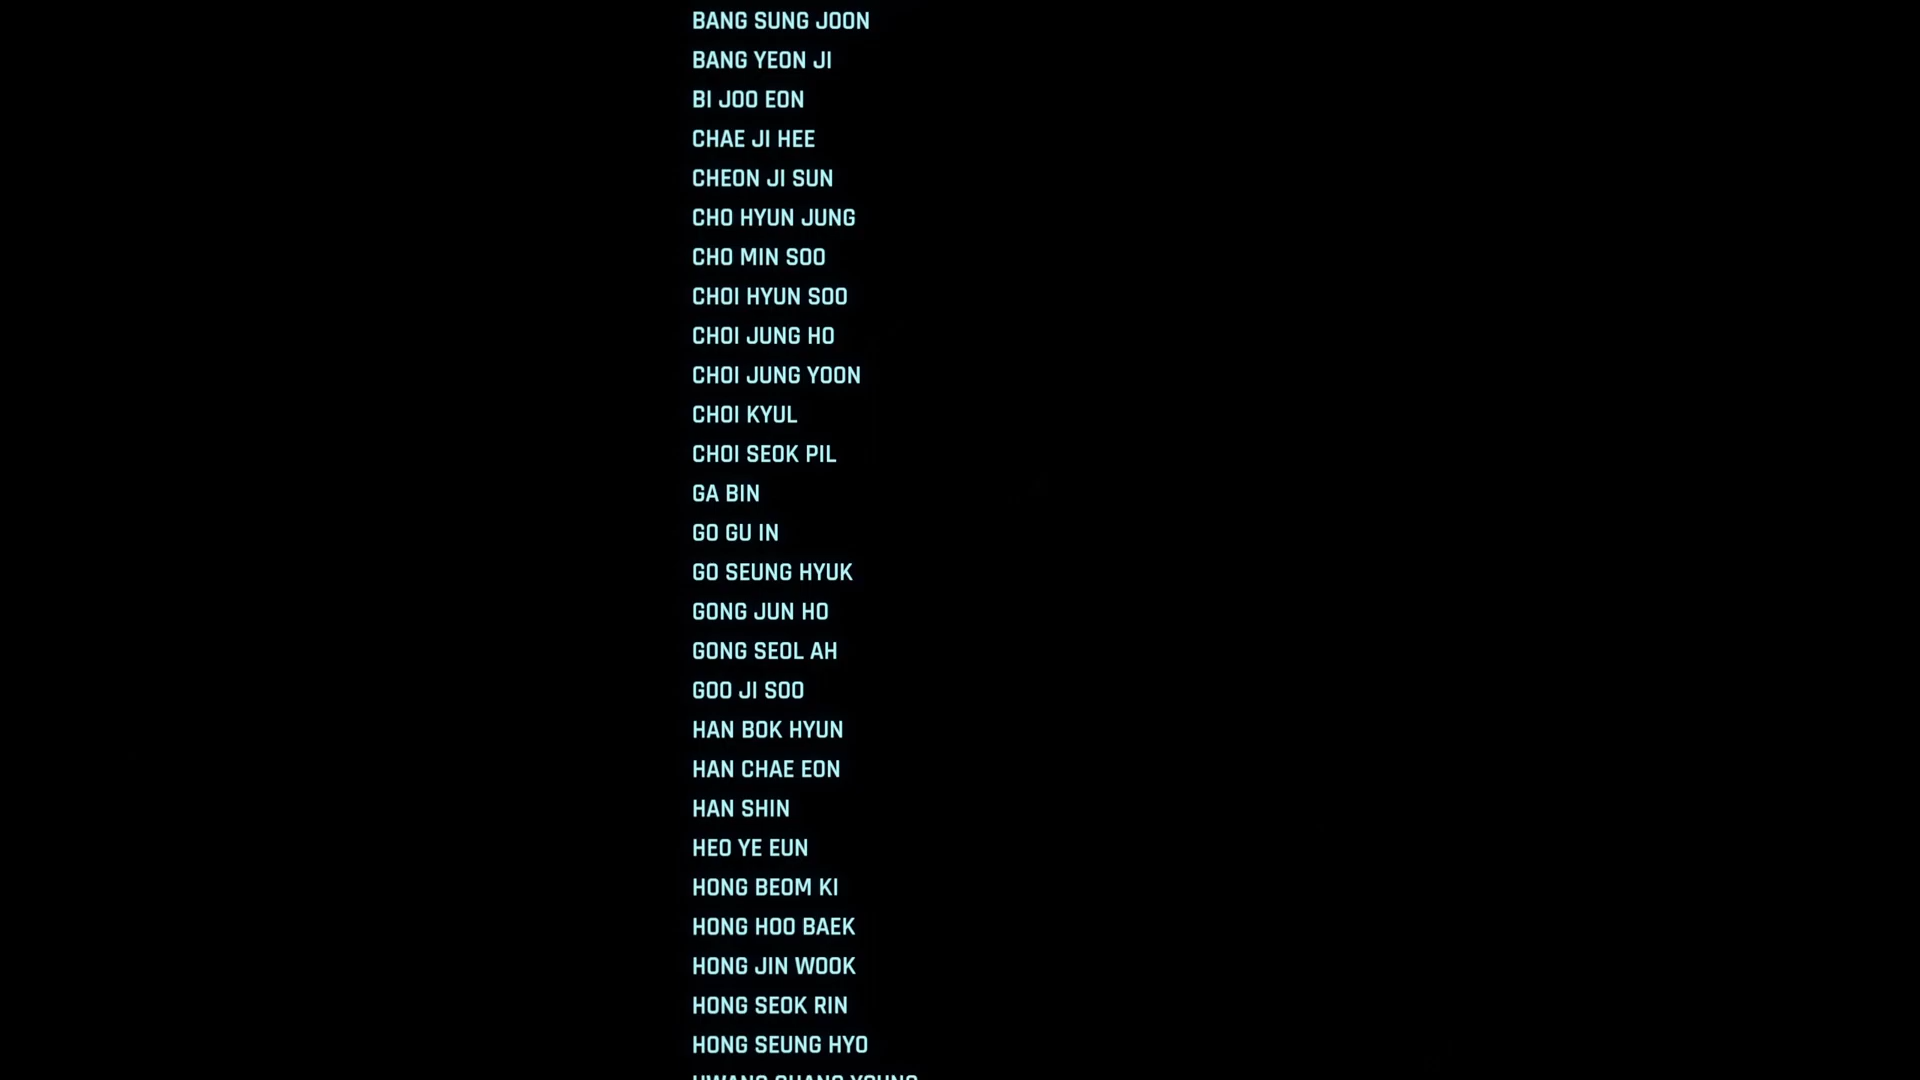 BANG SUNG JOON
BANG YEON JI
BI JOO EON
CHAE JI HEE
CHEON JI SUN
CHO HYUN JUNG
CHO MIN SOO
CHOI HYUN SOO
CHOI JUNG HO
CHOI JUNG YOON
CHOI KYUL
CHOI SEOK PIL
GA BIN
GO GU IN
GO SEUNG HYUK
GONG JUN HO
GONG SEOL AH
GOO JI SOO
HAN BOK HYUN
HAN CHAE EON
HAN SHIN
HEO YE EUN
HONG BEOM KI
HONG HOO BAEK
HONG JIN WOOK
HONG SEOK RIN
HONG SEUNG HYO